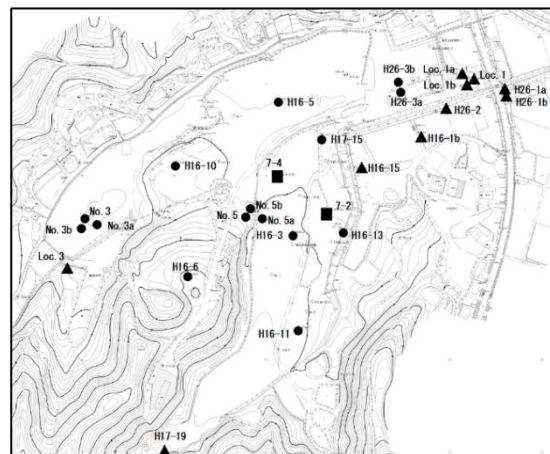 H26-3b
Loc. 1a
Loc. 1
Loc. 1b
H26-3a
H26-1a
H26-1b
H16-5
H26-2
H17-15
H16-1b
H16-10
7-4
H16-15
No. 3
No. 5b
7-2
No. 3b
No. 3a
No. 5
No. 5a
H16-3
H16-13
Loc. 3
H16-6
H16-11
H17-19